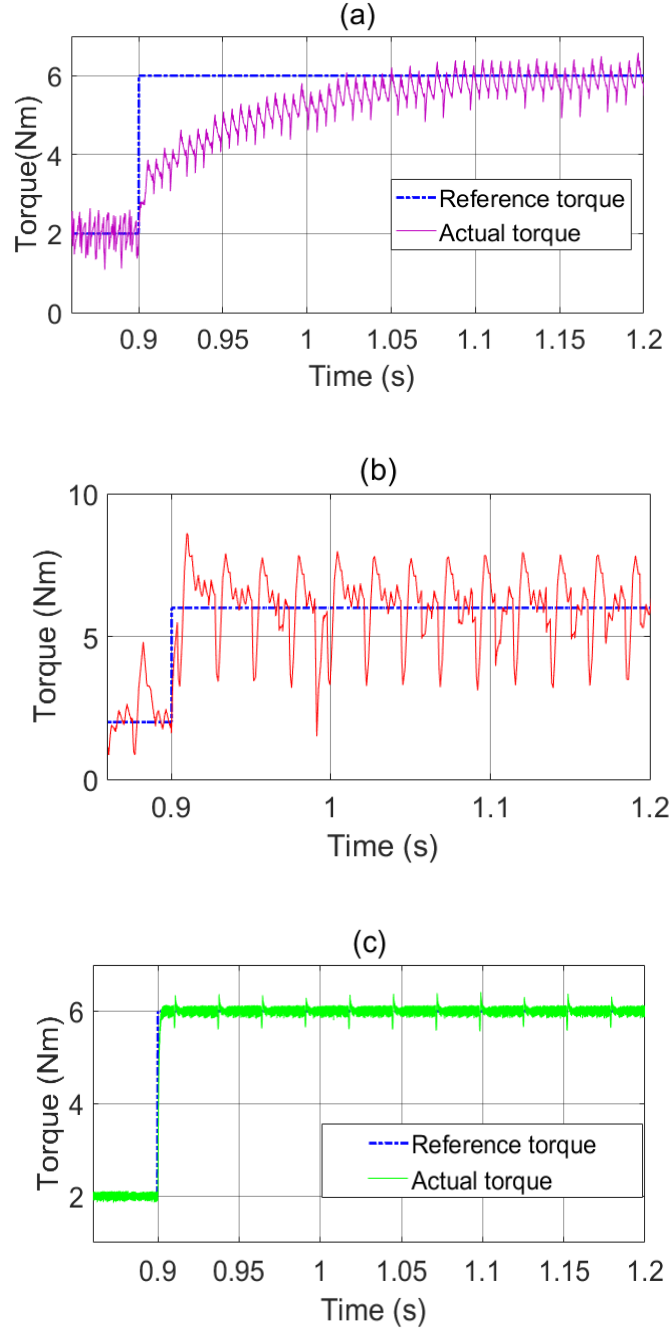 (a)
Torque(Nm)
6
4
2
0
Reference torque
Actual torque
0.9 0.95 1 1.05 1.1 1.15 1.2
Time (s)
(b)
Torque (Nm)
10
5
0
0.9 1 1.1 1.2
Time (s)
(c)
Torque (Nm)
6
4
2
Reference torque
Actual torque
0.9 0.95 1 1.05 1.1 1.15 1.2
Time (s)